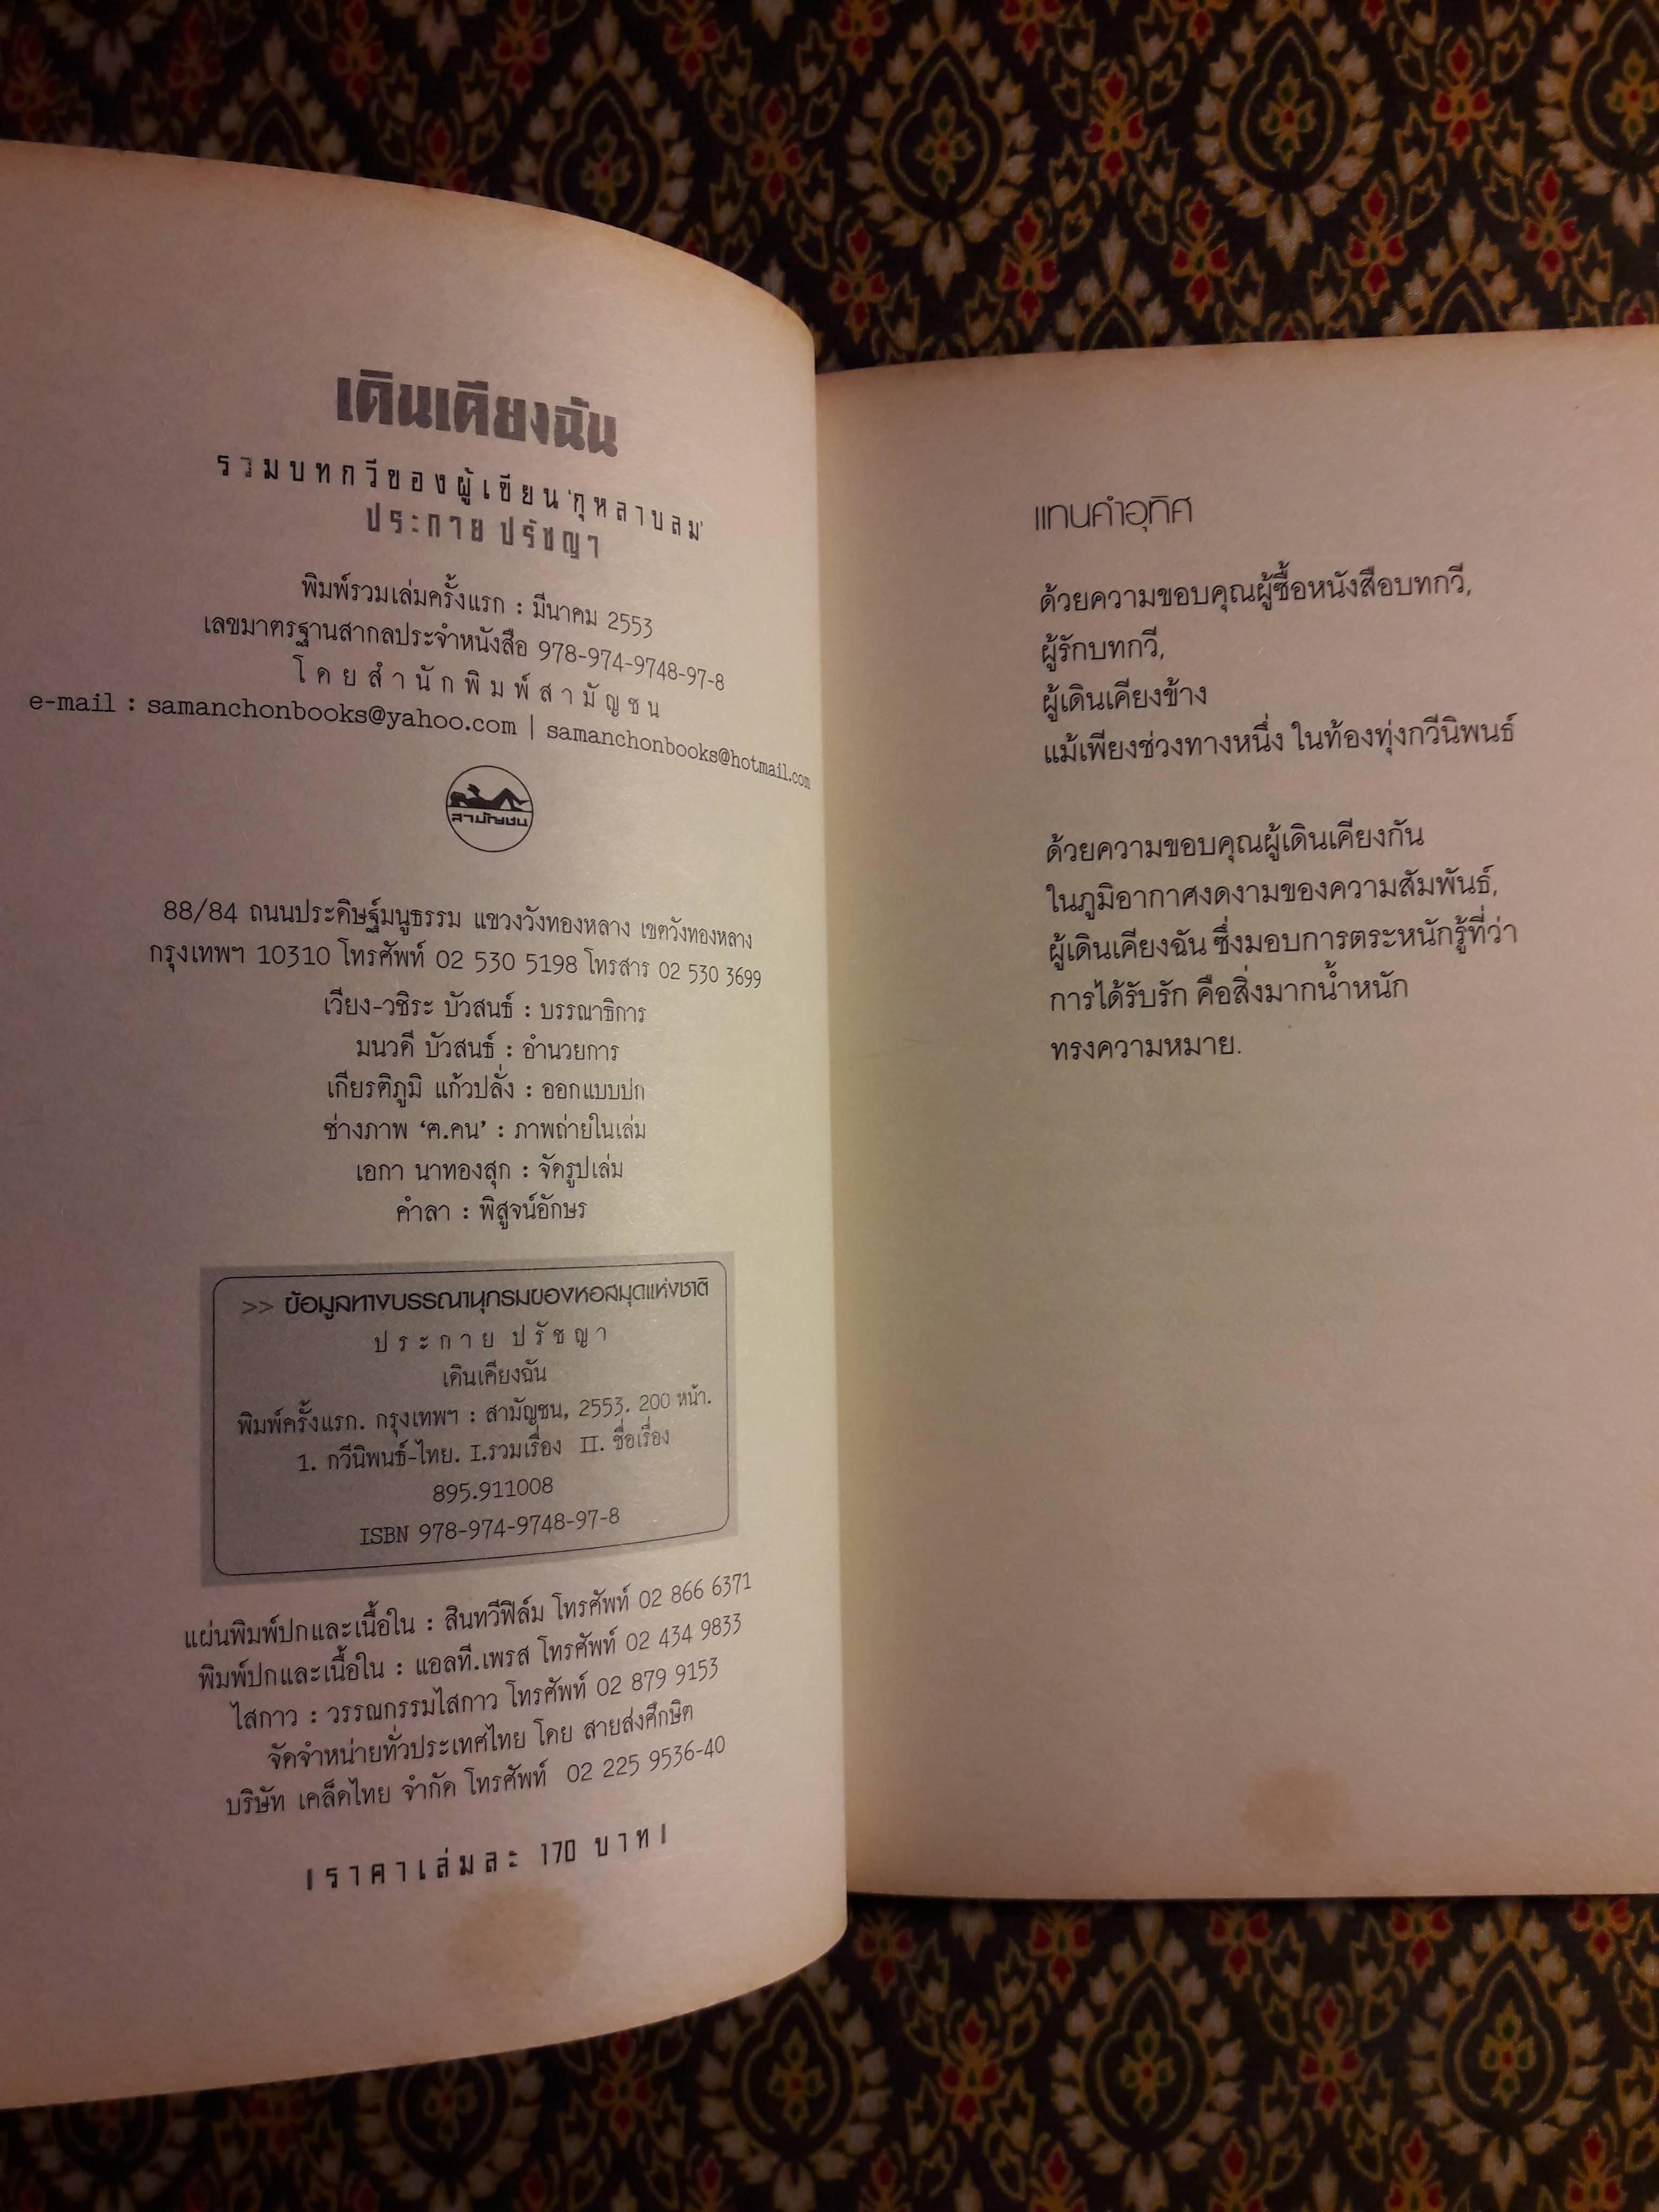 เดินเคียงฉัน
รวมบทกวีของผู้เขียน 'กุหลาบลม'
ประกาย ปรัชญา
พิมพ์รวมเล่มครั้งแรก : มีนาคม 2553
เลขมาตรฐานสากลประจำหนังสือ 978-974-9748-97-8
โดยสำนักพิมพ์สามัญชน
e-mail : samanchonbooks@yahoo.com | samanchonbooks@hotmail.com
สามัญชน
88/84 ถนนประดิษฐ์มนูธรรม แขวงวังทองหลาง เขตวังทองหลาง
กรุงเทพฯ 10310 โทรศัพท์ 02 530 5198 โทรสาร 02 530 3699
เวียง-วชิระ บัวสนธ์ : บรรณาธิการ
มนวดี บัวสนธ์ : อำนวยการ
เกียรติภูมิ แก้วปลั่ง : ออกแบบปก
ช่างภาพ 'ฅ.คน' : ภาพถ่ายในเล่ม
เอกา นาทองสุก : จัดรูปเล่ม
คำลา : พิสูจน์อักษร
>> ข้อมูลทางบรรณานุกรมของหอสมุดแห่งชาติ
ประกาย ปรัชญา
เดินเคียงฉัน
พิมพ์ครั้งแรก. กรุงเทพฯ : สามัญชน, 2553. 200 หน้า.
1. กวีนิพนธ์-ไทย. I.รวมเรื่อง II. ชื่อเรื่อง
895.911008
ISBN 978-974-9748-97-8
แผ่นพิมพ์ปกและเนื้อใน : สินทวีฟิล์ม โทรศัพท์ 02 866 6371
พิมพ์ปกและเนื้อใน : แอลที.เพรส โทรศัพท์ 02 434 9833
ไสกาว : วรรณกรรมไสกาว โทรศัพท์ 02 879 9153
จัดจำหน่ายทั่วประเทศไทย โดย สายส่งศึกษิต
บริษัท เคล็ดไทย จำกัด โทรศัพท์ 02 225 9536-40
| ราคาเล่มละ 170 บาท |
แทนคำอุทิศ
ด้วยความขอบคุณผู้ซื้อหนังสือบทกวี,
ผู้รักบทกวี,
ผู้เดินเคียงข้าง
แม้เพียงช่วงทางหนึ่ง ในท้องทุ่งกวีนิพนธ์
ด้วยความขอบคุณผู้เดินเคียงกัน
ในภูมิอากาศงดงามของความสัมพันธ์,
ผู้เดินเคียงฉัน ซึ่งมอบการตระหนักรู้ที่ว่า
การได้รับรัก คือสิ่งมากน้ำหนัก
ทรงความหมาย.